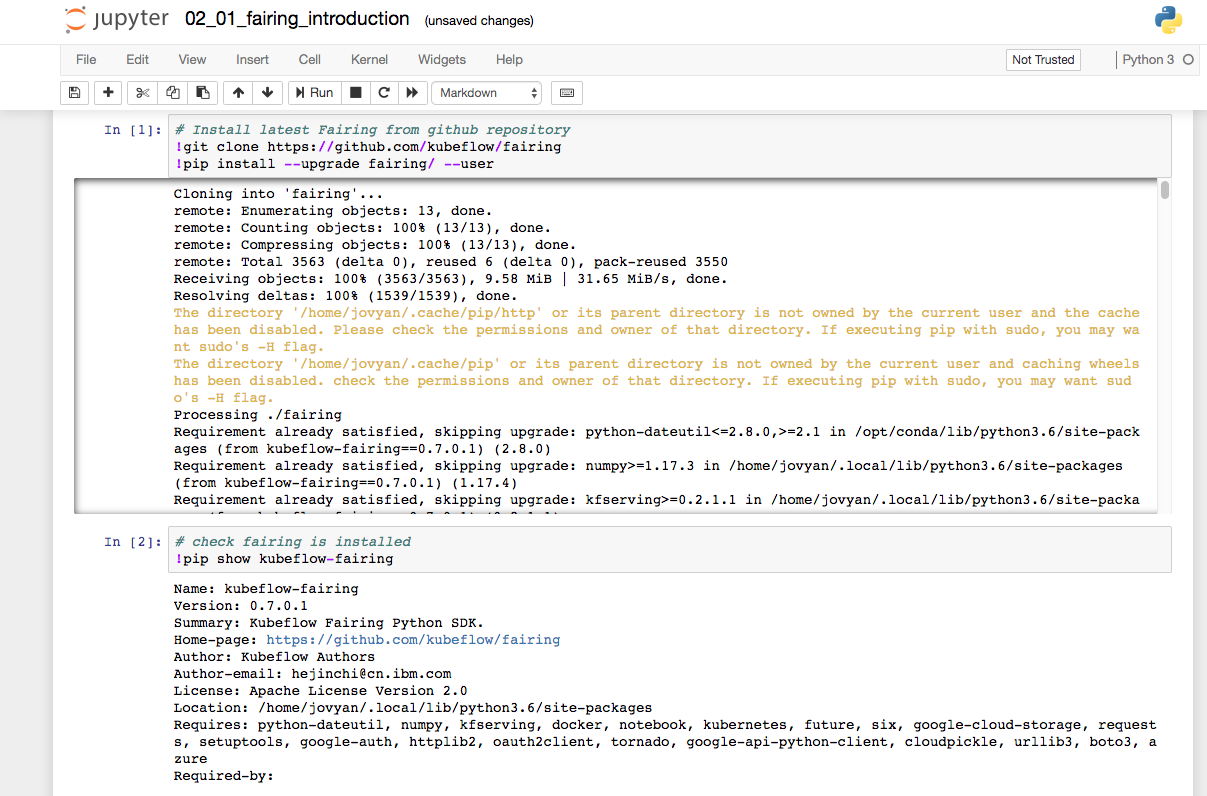 jupyter 02_01_fairing_introduction (unsaved changes)
File Edit View Insert Cell Kernel Widgets Help Not Trusted Python 3
Run Markdown
In [1]: # Install latest Fairing from github repository
!git clone https://github.com/kubeflow/fairing
!pip install --upgrade fairing/ --user
Cloning into 'fairing'...
remote: Enumerating objects: 13, done.
remote: Counting objects: 100% (13/13), done.
remote: Compressing objects: 100% (13/13), done.
remote: Total 3563 (delta 0), reused 6 (delta 0), pack-reused 3550
Receiving objects: 100% (3563/3563), 9.58 MiB | 31.65 MiB/s, done.
Resolving deltas: 100% (1539/1539), done.
The directory '/home/jovyan/.cache/pip/http' or its parent directory is not owned by the current user and the cache
has been disabled. Please check the permissions and owner of that directory. If executing pip with sudo, you may wa
nt sudo's -H flag.
The directory '/home/jovyan/.cache/pip' or its parent directory is not owned by the current user and caching wheels
has been disabled. check the permissions and owner of that directory. If executing pip with sudo, you may want sud
o's -H flag.
Processing ./fairing
Requirement already satisfied, skipping upgrade: python-dateutil<=2.8.0,>=2.1 in /opt/conda/lib/python3.6/site-pack
ages (from kubeflow-fairing==0.7.0.1) (2.8.0)
Requirement already satisfied, skipping upgrade: numpy>=1.17.3 in /home/jovyan/.local/lib/python3.6/site-packages
(from kubeflow-fairing==0.7.0.1) (1.17.4)
Requirement already satisfied, skipping upgrade: kfserving>=0.2.1.1 in /home/jovyan/.local/lib/python3.6/site-packa
In [2]: # check fairing is installed
!pip show kubeflow-fairing
Name: kubeflow-fairing
Version: 0.7.0.1
Summary: Kubeflow Fairing Python SDK.
Home-page: https://github.com/kubeflow/fairing
Author: Kubeflow Authors
Author-email: hejinchi@cn.ibm.com
License: Apache License Version 2.0
Location: /home/jovyan/.local/lib/python3.6/site-packages
Requires: python-dateutil, numpy, kfserving, docker, notebook, kubernetes, future, six, google-cloud-storage, request
s, setuptools, google-auth, httplib2, oauth2client, tornado, google-api-python-client, cloudpickle, urllib3, boto3, a
zure
Required-by: